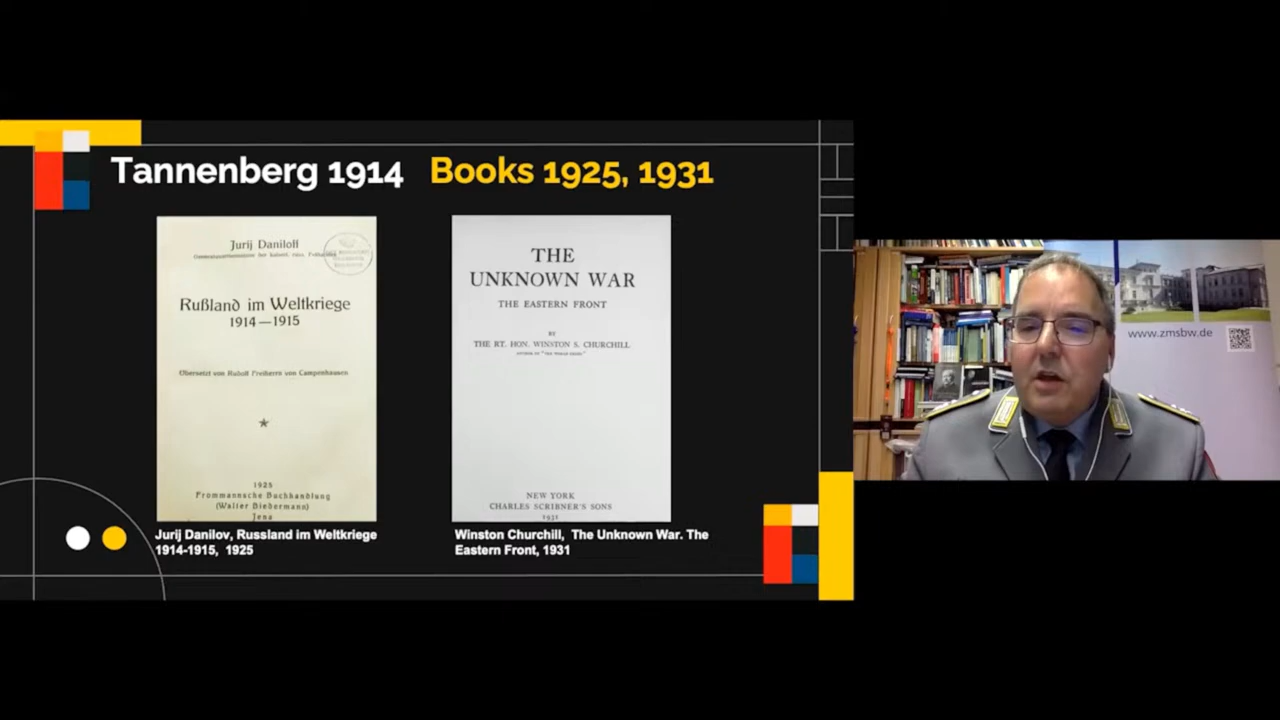 Tannenberg 1914 Books 1925, 1931
Jurij Daniloff
Rußland im Weltkriege
1914—1915
Übersetzt von Rudolf Freiherrn von Campenhausen
1925
Frommannsche Buchhandlung
(Walter Biedermann)
Jena
THE
UNKNOWN WAR
THE EASTERN FRONT
BY
THE RT. HON. WINSTON S. CHURCHILL
NEW YORK
CHARLES SCRIBNER'S SONS
1931
Jurij Danilov, Russland im Weltkriege
1914-1915, 1925
Winston Churchill, The Unknown War. The
Eastern Front, 1931
www.zmsbw.de